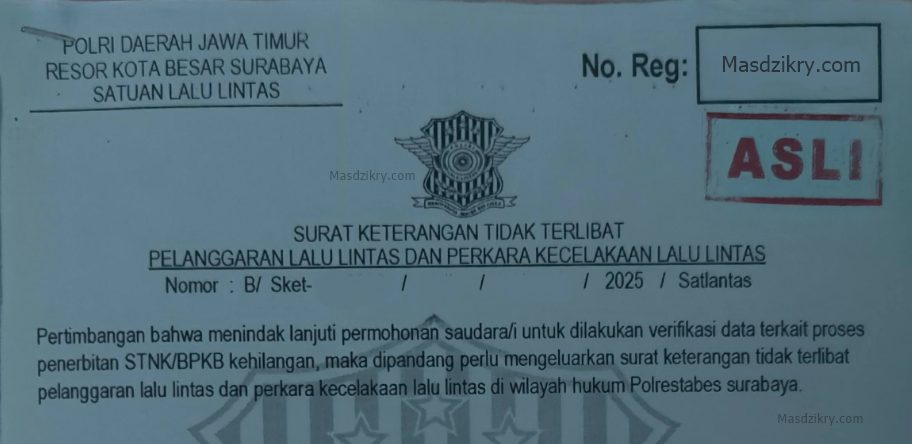 POLRI DAERAH JAWA TIMUR
RESOR KOTA BESAR SURABAYA
SATUAN LALU LINTAS
No. Reg:
Masdzikry.com
ASLI
Masdzikry.com
SURAT KETERANGAN TIDAK TERLIBAT
PELANGGARAN LALU LINTAS DAN PERKARA KECELAKAAN LALU LINTAS
Nomor : B/ Sket- / / / 2025 / Satlantas
Pertimbangan bahwa menindak lanjuti permohonan saudara/i untuk dilakukan verifikasi data terkait proses
penerbitan STNK/BPKB kehilangan, maka dipandang perlu mengeluarkan surat keterangan tidak terlibat
pelanggaran lalu lintas dan perkara kecelakaan lalu lintas di wilayah hukum Polrestabes surabaya.
Masdzikry.com